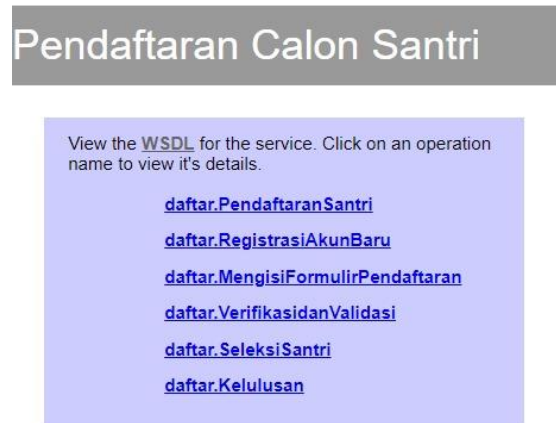 Pendaftaran Calon Santri
View the WSDL for the service. Click on an operation
name to view it's details.
daftar.PendaftaranSantri
daftar.RegistrasiAkunBaru
daftar.MengisiFormulirPendaftaran
daftar.VerifikasidanValidasi
daftar.SeleksiSantri
daftar.Kelulusan